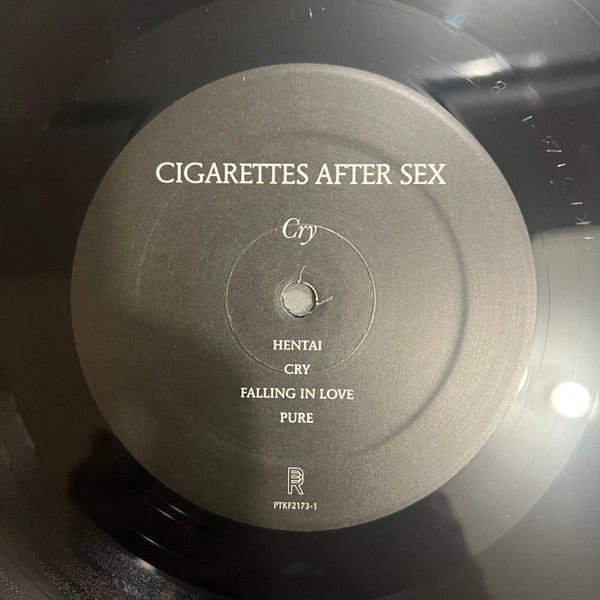 CIGARETTES AFTER SEX
Cry
HENTAI
CRY
FALLING IN LOVE
PURE
PTKF2173-1